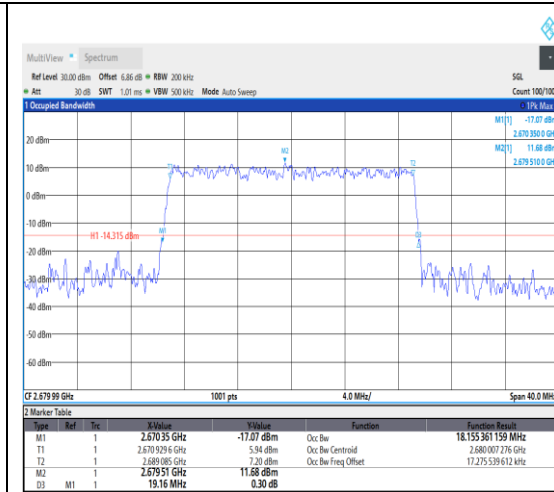 MultiView Spectrum
Ref Level 30.00 dBm Offset 6.86 dB RBW 200 kHz SGL
Att 30 dB SWT 1.01 ms VBW 500 kHz Mode Auto Sweep Count 100/100
1 Occupied Bandwidth 1Pk Max
M1[1] -17.07 dBm
2.670 350 0 GHz
M2[1] 11.68 dBm
2.679 510 0 GHz
20 dBm
10 dBm
0 dBm
-10 dBm
-20 dBm
-30 dBm
-40 dBm
-50 dBm
-60 dBm
M2
T2
M1
D3
H1 -14.315 dBm
CF 2.679 99 GHz 1001 pts 4.0 MHz/ Span 40.0 MHz
2 Marker Table
Type Ref Trc X-Value Y-Value Function Function Result
M1 1 2.67035 GHz -17.07 dBm Occ Bw 18.155 361 159 MHz
T1 1 2.670 929 6 GHz 5.94 dBm Occ Bw Centroid 2.680 007 276 GHz
T2 1 2.689 085 GHz 7.20 dBm Occ Bw Freq Offset 17.275 539 612 kHz
M2 1 2.67951 GHz 11.68 dBm
D3 M1 1 19.16 MHz 0.30 dB